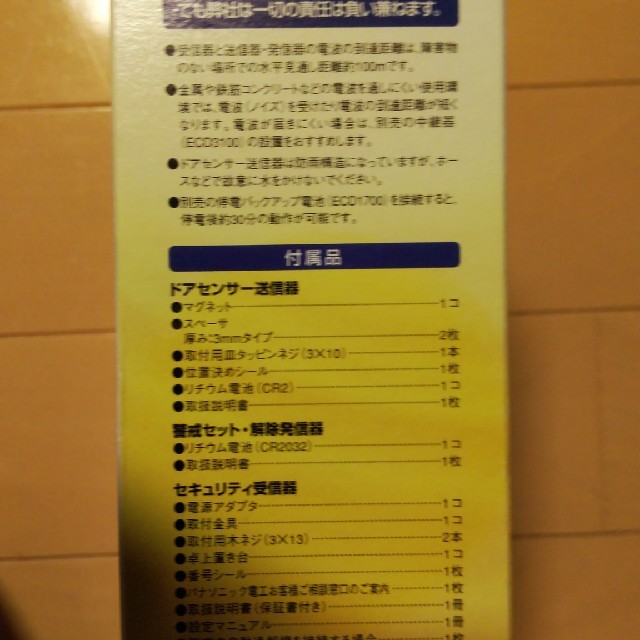 ても弊社は一切の責任は負い兼ねます。
●受信器と送信器・発信器の電波の到達距離は、障害物
のない場所での水平見通し距離約100mです。
●金属や鉄筋コンクリートなどの電波を通しにくい使用環
境では、電波(ノイズ)を受けたり電波の到達距離が短く
なります。電波が届きにくい場合は、別売の中継器
(ECD3100)の設置をおすすめします。
●ドアセンサー送信器は防雨構造になっていますが、ホー
スなどで故意に水をかけないでください。
●別売の停電バックアップ電池(ECD1700)を接続すると、
停電後約30分の動作が可能です。
付属品
ドアセンサー送信器
●マグネット 1コ
●スペーサ
厚み:3mmタイプ 2枚
●取付用皿タッピンネジ(3×10) 1本
●位置決めシール 1枚
●リチウム電池(CR2) 1コ
●取扱説明書 1枚
警戒セット・解除発信器
●リチウム電池(CR2032) 1コ
●取扱説明書 1枚
セキュリティ受信器
●電源アダプタ 1コ
●取付金具 1コ
●取付用木ネジ(3×13) 2本
●卓上置き台 1コ
●番号シール 1枚
●パナソニック電工お客様ご相談窓口のご案内 1枚
●取扱説明書(保証書付き) 1冊
●設定マニュアル 1冊